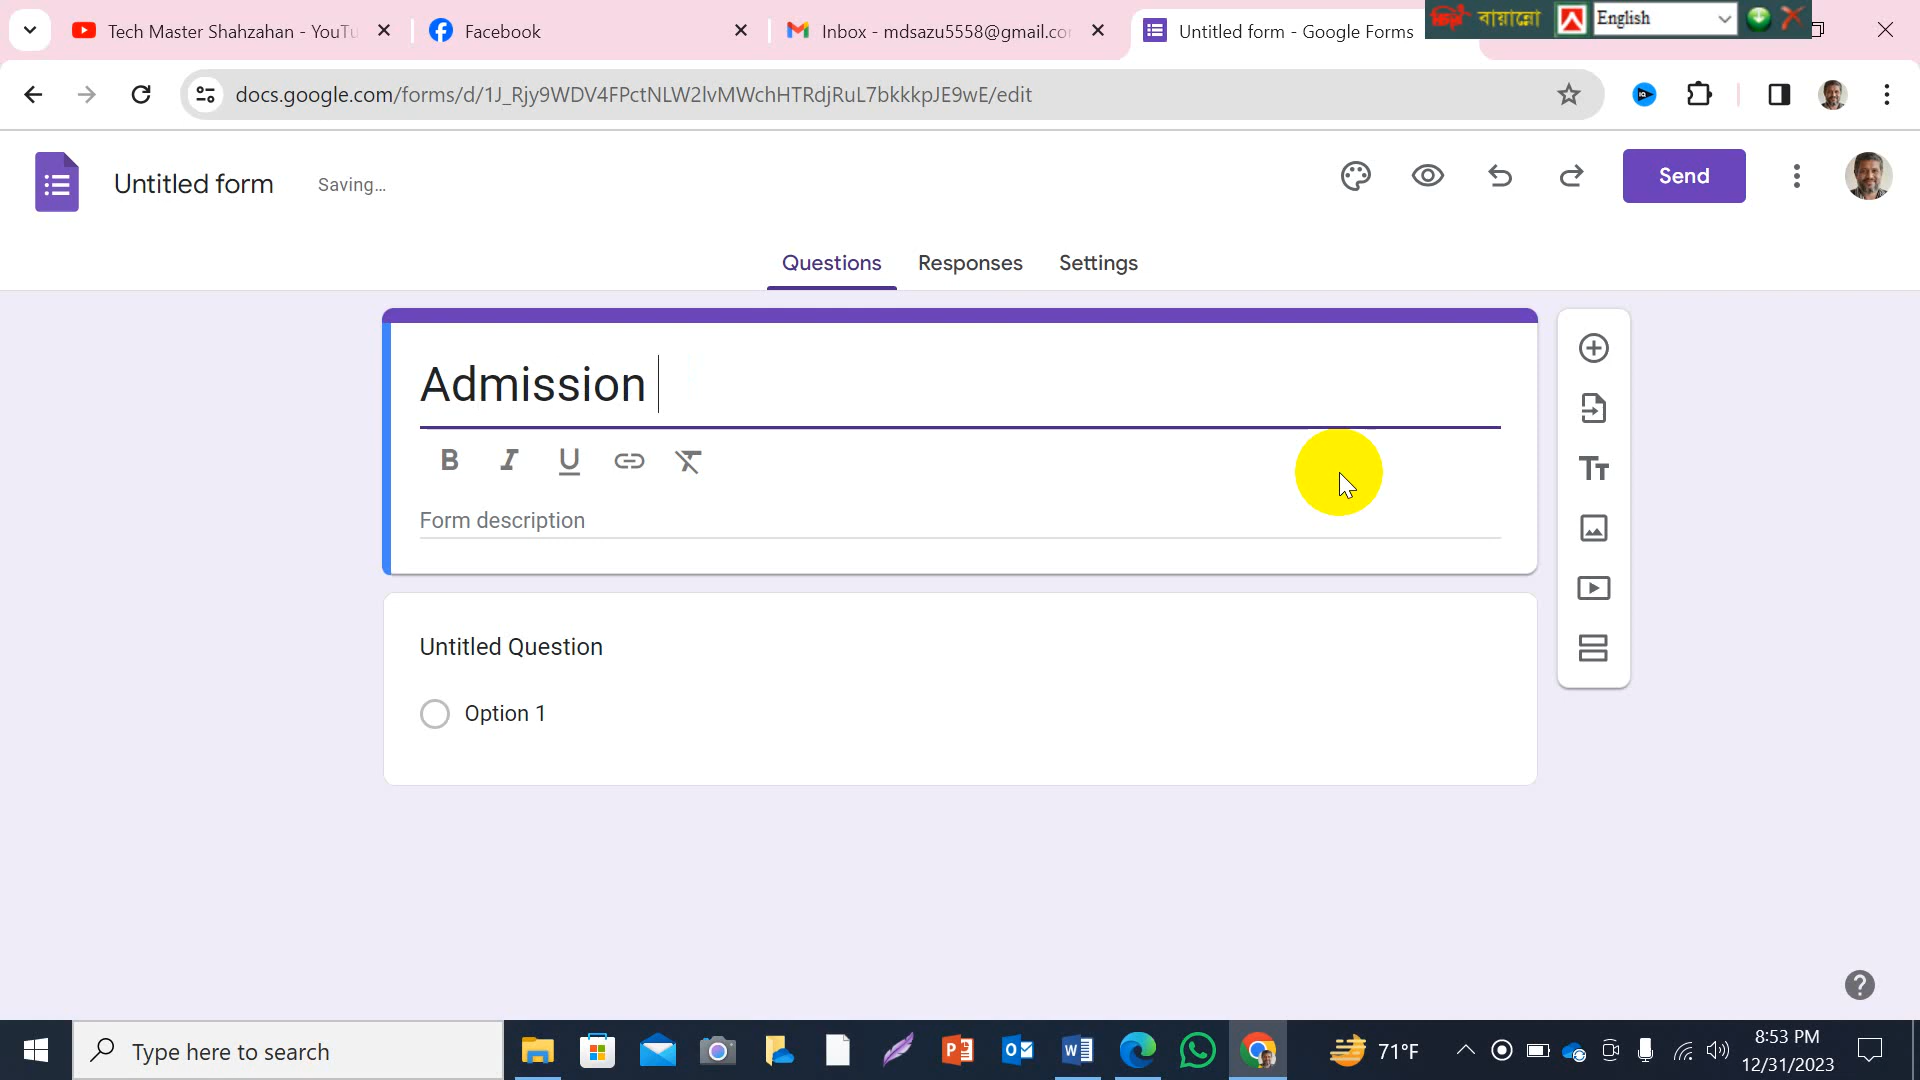 Tech Master Shahzahan - YouTu
Facebook
Inbox - mdsazu5558@gmail.co
Untitled form - Google Forms
বায়ান্নো
English
docs.google.com/forms/d/1J_Rjy9WDV4FPctNLW2lvMWchHTRdjRuL7bkkkpJE9wE/edit
Untitled form
Saving...
Send
Questions
Responses
Settings
Admission
B I U
Form description
Untitled Question
Option 1
Type here to search
71°F
8:53 PM
12/31/2023